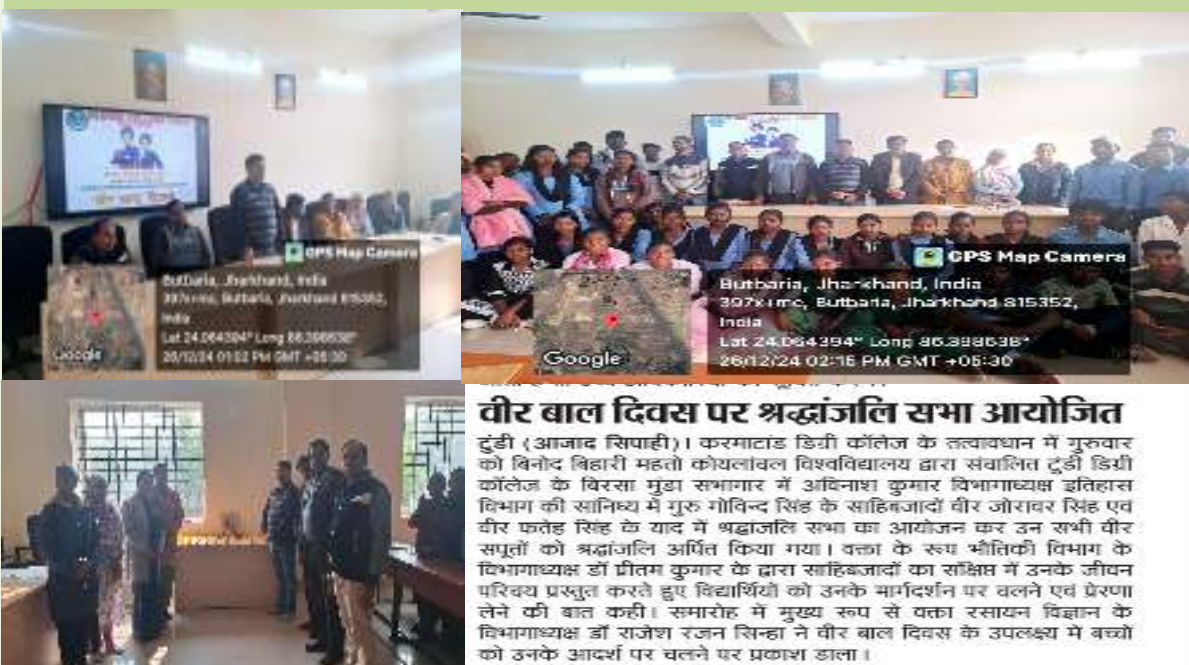 GPS Map Camera
Butbaria, Jharkhand, India
397x+mc, Butbaria, Jharkhand 815352,
India
Lat 24.064394° Long 86.398638°
26/12/24 01:02 PM GMT +05:30
Google
GPS Map Camera
Butbaria, Jharkhand, India
397x+mc, Butbaria, Jharkhand 815352,
India
Lat 24.064394° Long 86.398638°
26/12/24 02:15 PM GMT +05:30
Google
वीर बाल दिवस पर श्रद्धांजलि सभा आयोजित
टुंडी (आजाद सिपाही)। करमाटांड डिग्री कॉलेज के तत्वावधान में गुरुवार
को बिनोद बिहारी महतो कोयलांचल विश्वविद्यालय द्वारा संचालित टुंडी डिग्री
कॉलेज के बिरसा मुंडा सभागार में अविनाश कुमार विभागाध्यक्ष इतिहास
विभाग की सानिध्य में गुरु गोविन्द सिंह के साहिबजादों वीर जोरावर सिंह एवं
वीर फतेह सिंह के याद में श्रद्धांजलि सभा का आयोजन कर उन सभी वीर
सपूतों को श्रद्धांजलि अर्पित किया गया। वक्ता के रूप भौतिकी विभाग के
विभागाध्यक्ष डॉ प्रीतम कुमार के द्वारा साहिबजादों का संक्षिप्त में उनके जीवन
परिचय प्रस्तुत करते हुए विद्यार्थियों को उनके मार्गदर्शन पर चलने एवं प्रेरणा
लेने की बात कही। समारोह में मुख्य रूप से वक्ता रसायन विज्ञान के
विभागाध्यक्ष डॉ राजेश रंजन सिन्हा ने वीर बाल दिवस के उपलक्ष्य में बच्चो
को उनके आदर्श पर चलने पर प्रकाश डाला।